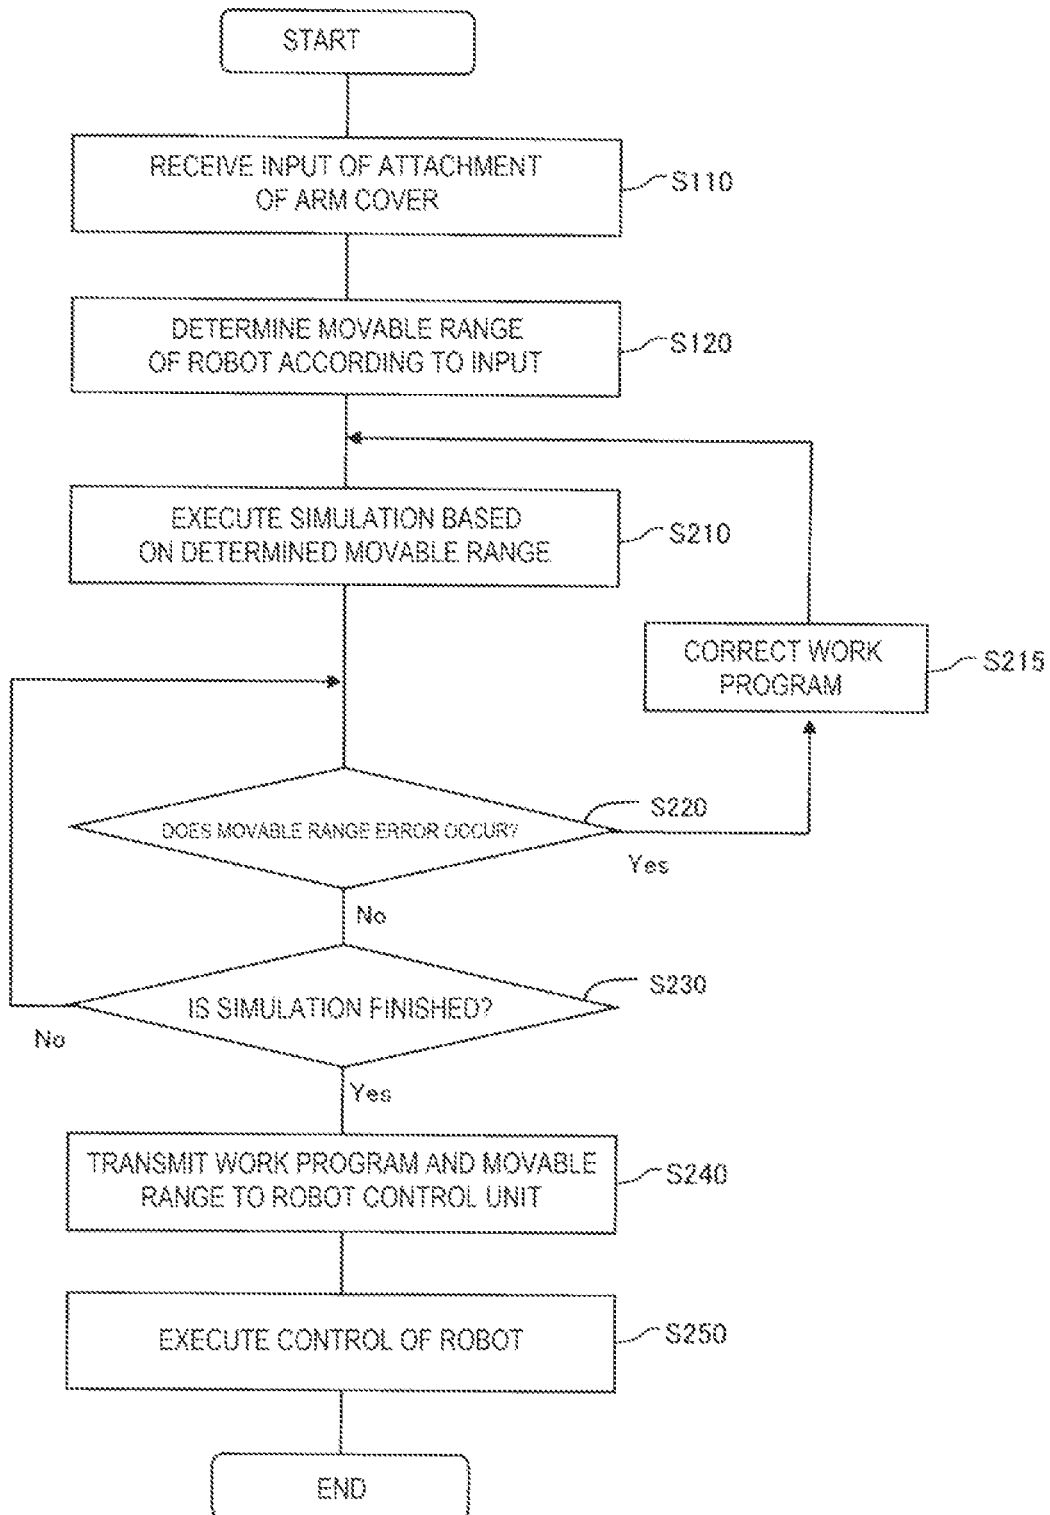 START
RECEIVE INPUT OF ATTACHMENT
OF ARM COVER
S110
DETERMINE MOVABLE RANGE
OF ROBOT ACCORDING TO INPUT
S120
EXECUTE SIMULATION BASED
ON DETERMINED MOVABLE RANGE
S210
CORRECT WORK
PROGRAM
S215
DOES MOVABLE RANGE ERROR OCCUR?
S220
Yes
No
IS SIMULATION FINISHED?
S230
No
Yes
TRANSMIT WORK PROGRAM AND MOVABLE
RANGE TO ROBOT CONTROL UNIT
S240
EXECUTE CONTROL OF ROBOT
S250
END